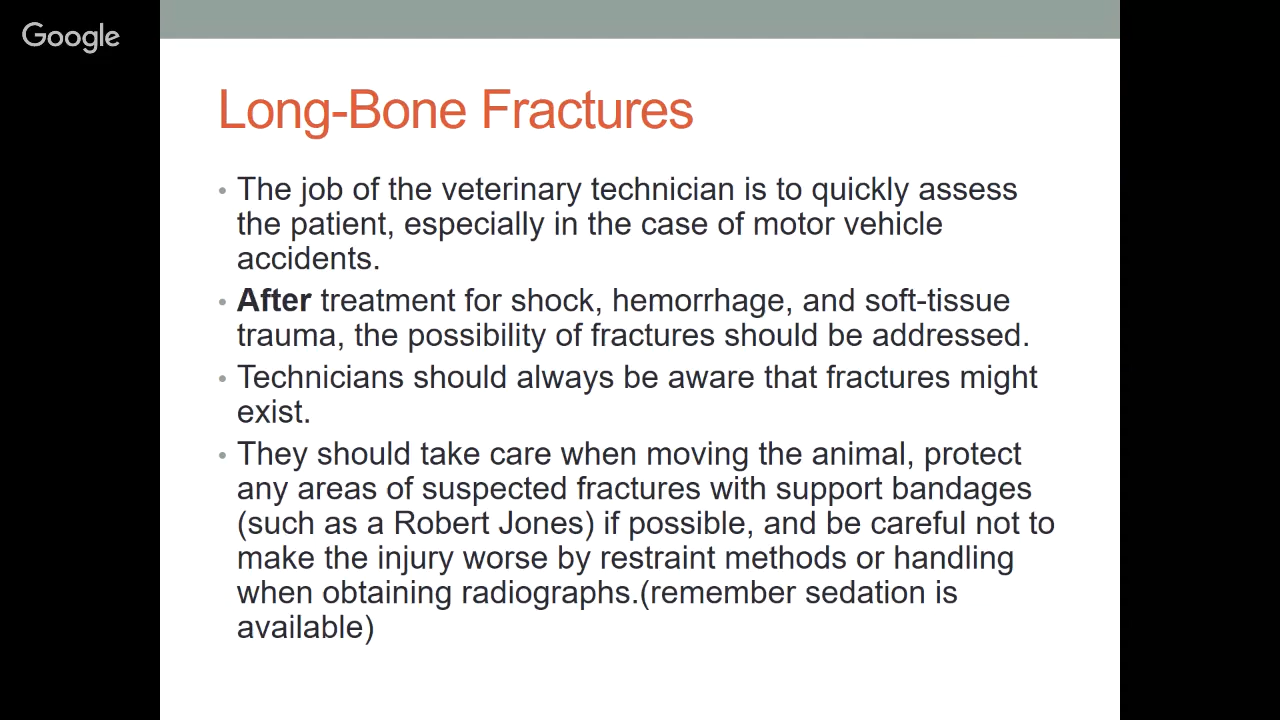 Google
Long-Bone Fractures
• The job of the veterinary technician is to quickly assess
the patient, especially in the case of motor vehicle
accidents.
• After treatment for shock, hemorrhage, and soft-tissue
trauma, the possibility of fractures should be addressed.
• Technicians should always be aware that fractures might
exist.
• They should take care when moving the animal, protect
any areas of suspected fractures with support bandages
(such as a Robert Jones) if possible, and be careful not to
make the injury worse by restraint methods or handling
when obtaining radiographs.(remember sedation is
available)